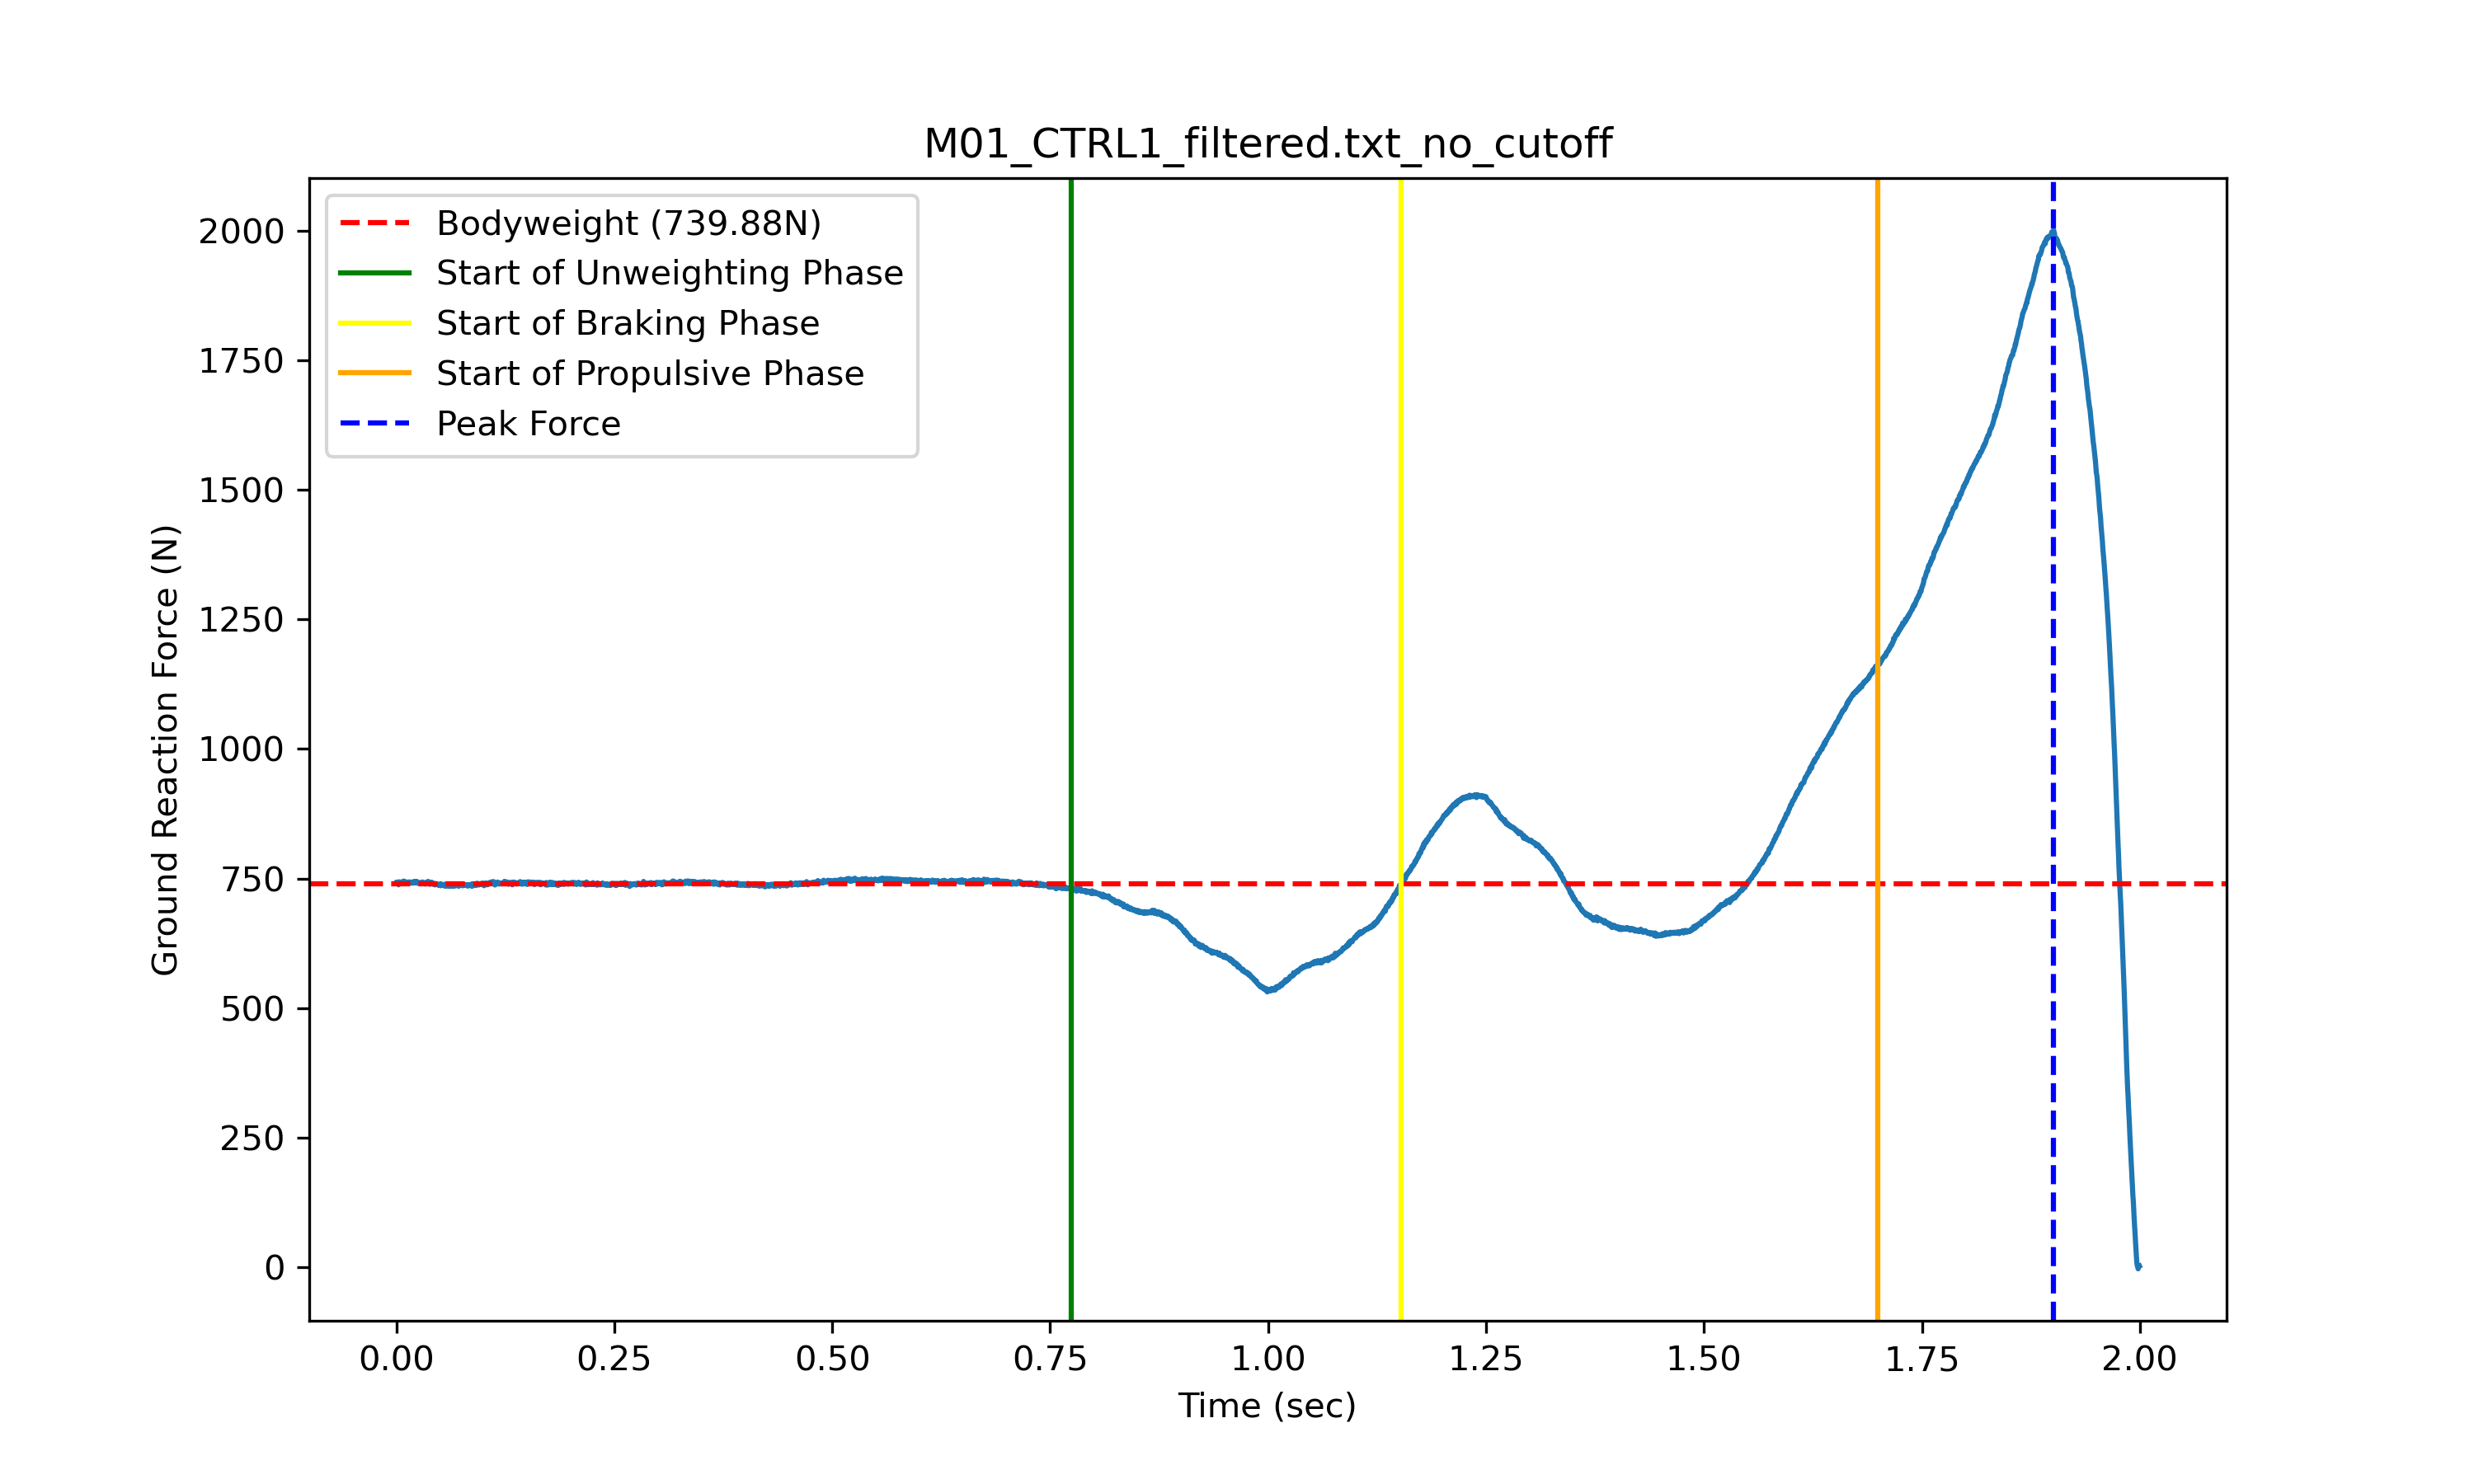 M01_CTRL1_filtered.txt_no_cutoff
Bodyweight (739.88N)
Start of Unweighting Phase
Start of Braking Phase
Start of Propulsive Phase
Peak Force
Ground Reaction Force (N)
2000
1750
1500
1250
1000
750
500
250
0
0.00 0.25 0.50 0.75 1.00 1.25 1.50 1.75 2.00
Time (sec)